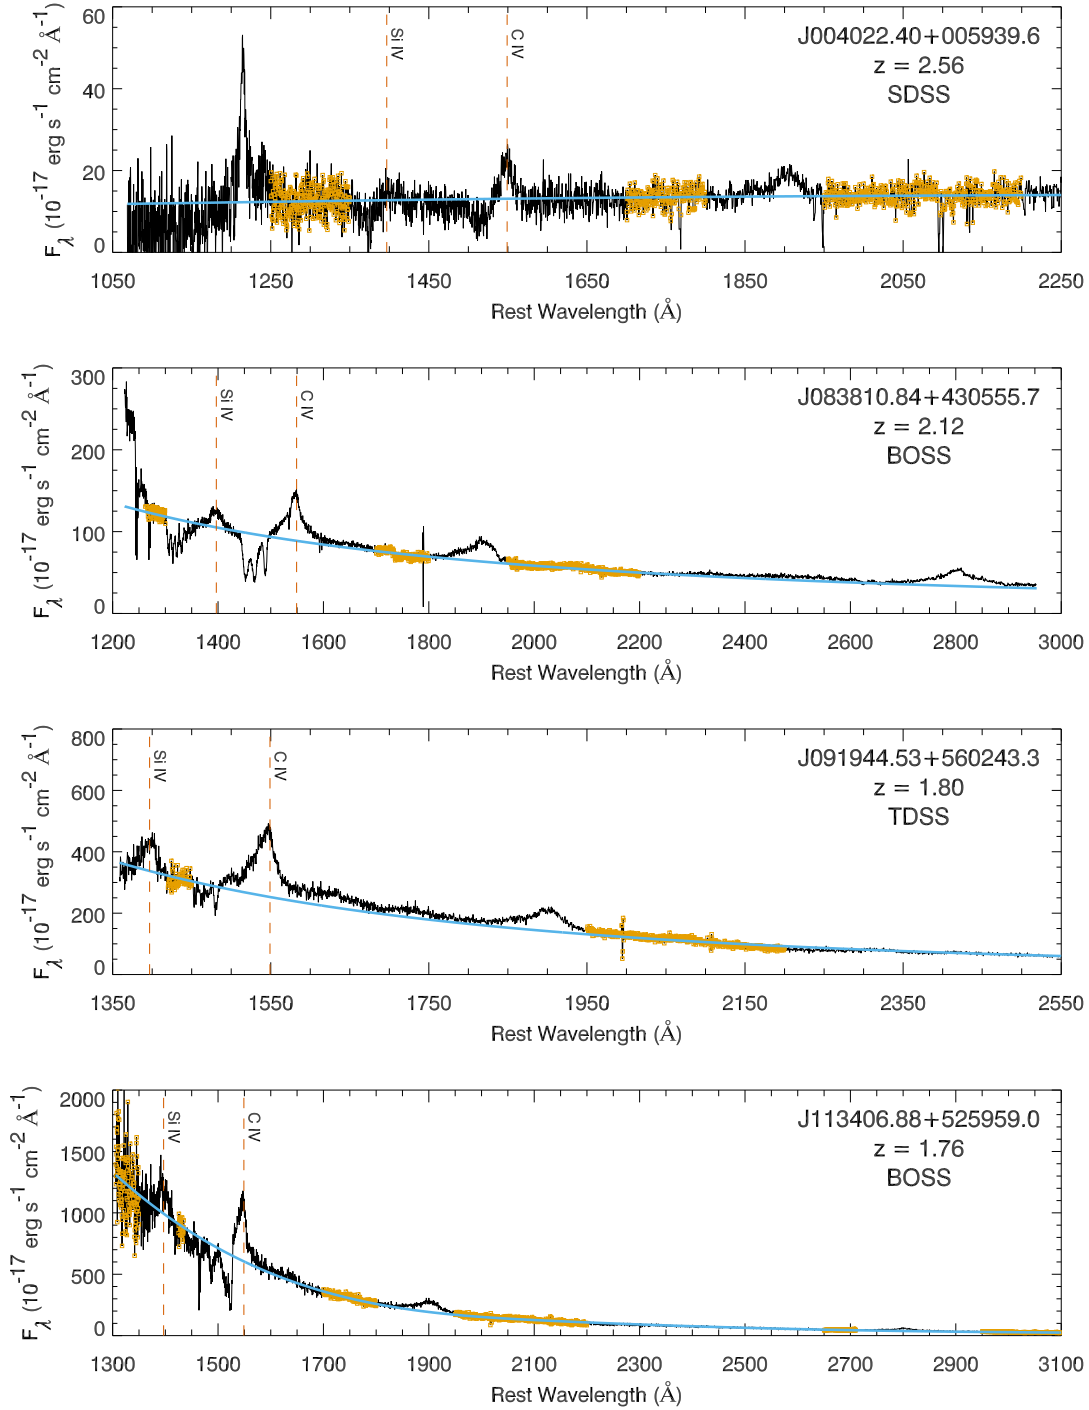 60
40
20
0
F_λ (10^-17 erg s^-1 cm^-2 Å^-1)
Si IV
C IV
J004022.40+005939.6
z = 2.56
SDSS
1050 1250 1450 1650 1850 2050 2250
Rest Wavelength (Å)
300
200
100
0
F_λ (10^-17 erg s^-1 cm^-2 Å^-1)
Si IV
C IV
J083810.84+430555.7
z = 2.12
BOSS
1200 1400 1600 1800 2000 2200 2400 2600 2800 3000
Rest Wavelength (Å)
800
600
400
200
0
F_λ (10^-17 erg s^-1 cm^-2 Å^-1)
Si IV
C IV
J091944.53+560243.3
z = 1.80
TDSS
1350 1550 1750 1950 2150 2350 2550
Rest Wavelength (Å)
2000
1500
1000
500
0
F_λ (10^-17 erg s^-1 cm^-2 Å^-1)
Si IV
C IV
J113406.88+525959.0
z = 1.76
BOSS
1300 1500 1700 1900 2100 2300 2500 2700 2900 3100
Rest Wavelength (Å)